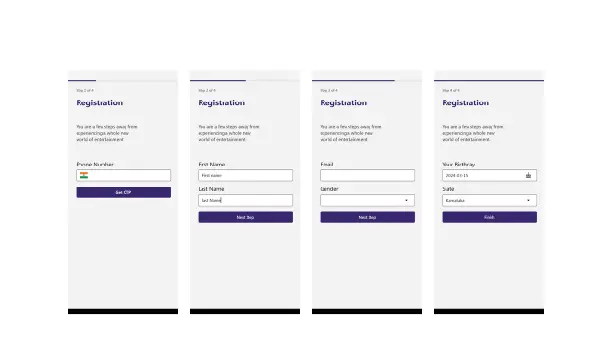 Step 1 of 4
Registration
You are a few steps away from
experiencing a whole new
world of entertainment
Phone Number
Get OTP
Step 2 of 4
Registration
You are a few steps away from
experiencing a whole new
world of entertainment
First Name
First name
Last Name
last Name
Next Step
Step 3 of 4
Registration
You are a few steps away from
experiencing a whole new
world of entertainment
Email
Gender
Next Step
Step 4 of 4
Registration
You are a few steps away from
experiencing a whole new
world of entertainment
Your Birthday
2024-03-15
State
Karnataka
Finish